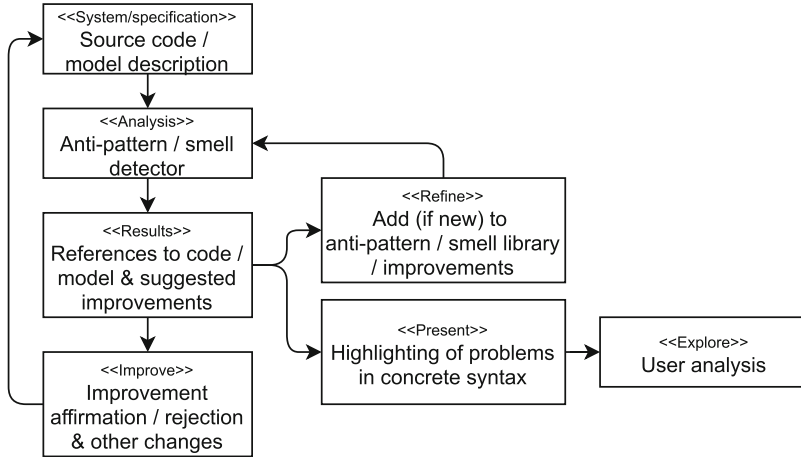 <<System/specification>>
Source code /
model description
<<Analysis>>
Anti-pattern / smell
detector
<<Results>>
References to code /
model & suggested
improvements
<<Improve>>
Improvement
affirmation / rejection
& other changes
<<Refine>>
Add (if new) to
anti-pattern / smell library
/ improvements
<<Present>>
Highlighting of problems
in concrete syntax
<<Explore>>
User analysis